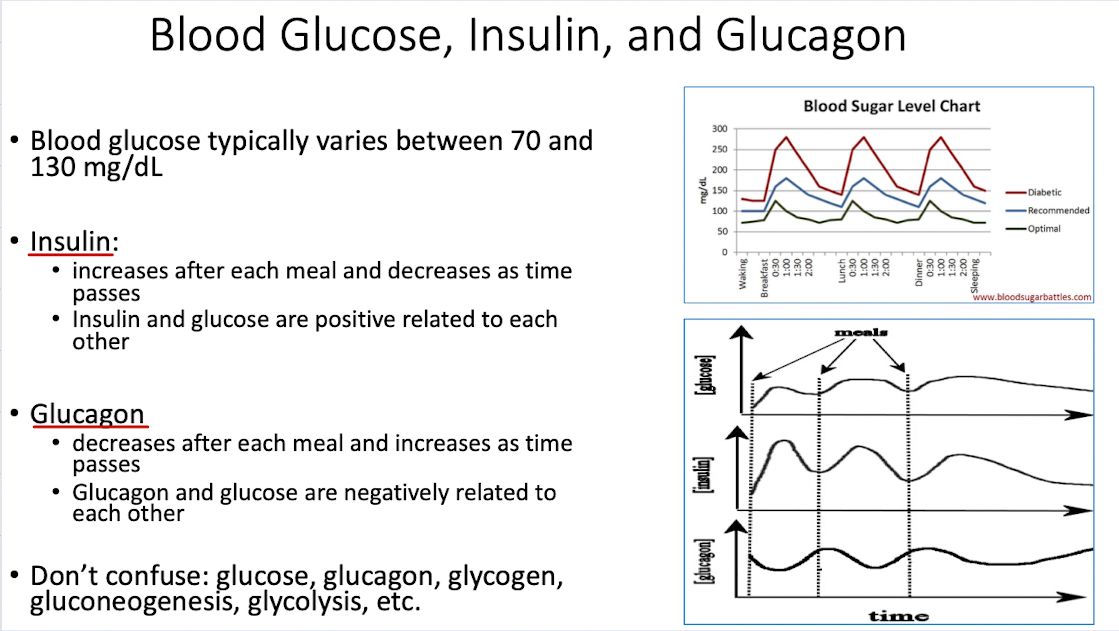 Blood Glucose, Insulin, and Glucagon
• Blood glucose typically varies between 70 and
130 mg/dL
• Insulin:
• increases after each meal and decreases as time
passes
• Insulin and glucose are positive related to each
other
• Glucagon
• decreases after each meal and increases as time
passes
• Glucagon and glucose are negatively related to
each other
• Don’t confuse: glucose, glucagon, glycogen,
gluconeogenesis, glycolysis, etc.
Blood Sugar Level Chart
mg/dL
300
250
200
150
100
50
0
Waking
Breakfast
0:30
1:00
1:30
2:00
Lunch
0:30
1:00
1:30
2:00
Dinner
0:30
1:00
1:30
2:00
Sleeping
Diabetic
Recommended
Optimal
www.bloodsugarbattles.com
meals
[glucose]
[insulin]
[glucagon]
time